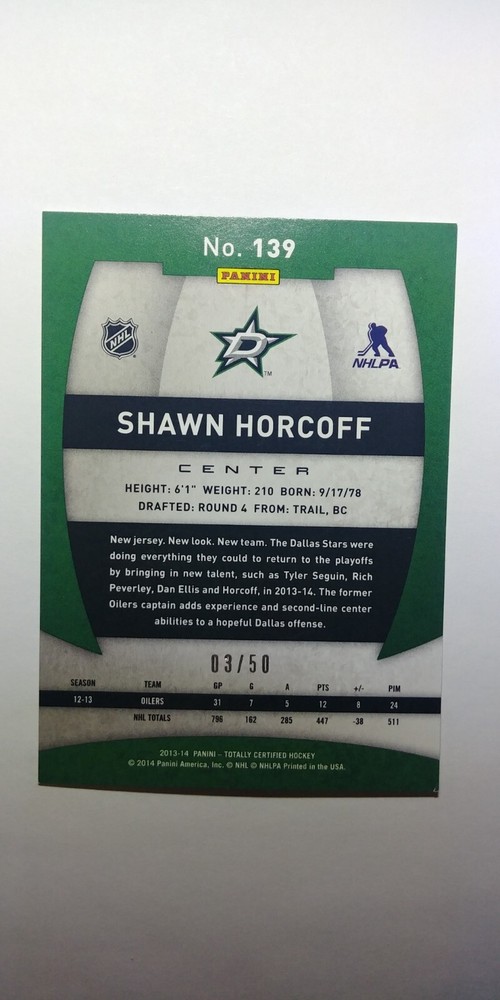 No. 139
PANINI
NHL
D
TM
NHLPA
SHAWN HORCOFF
CENTER
HEIGHT: 6'1" WEIGHT: 210 BORN: 9/17/78
DRAFTED: ROUND 4 FROM: TRAIL, BC
New jersey. New look. New team. The Dallas Stars were
doing everything they could to return to the playoffs
by bringing in new talent, such as Tyler Seguin, Rich
Peverley, Dan Ellis and Horcoff, in 2013-14. The former
Oilers captain adds experience and second-line center
abilities to a hopeful Dallas offense.
03/50
SEASON TEAM GP G A PTS +/- PIM
12-13 OILERS 31 7 5 12 8 24
NHL TOTALS 796 162 285 447 -38 511
2013-14 PANINI - TOTALLY CERTIFIED HOCKEY
© 2014 Panini America, Inc. © NHL © NHLPA Printed in the USA.